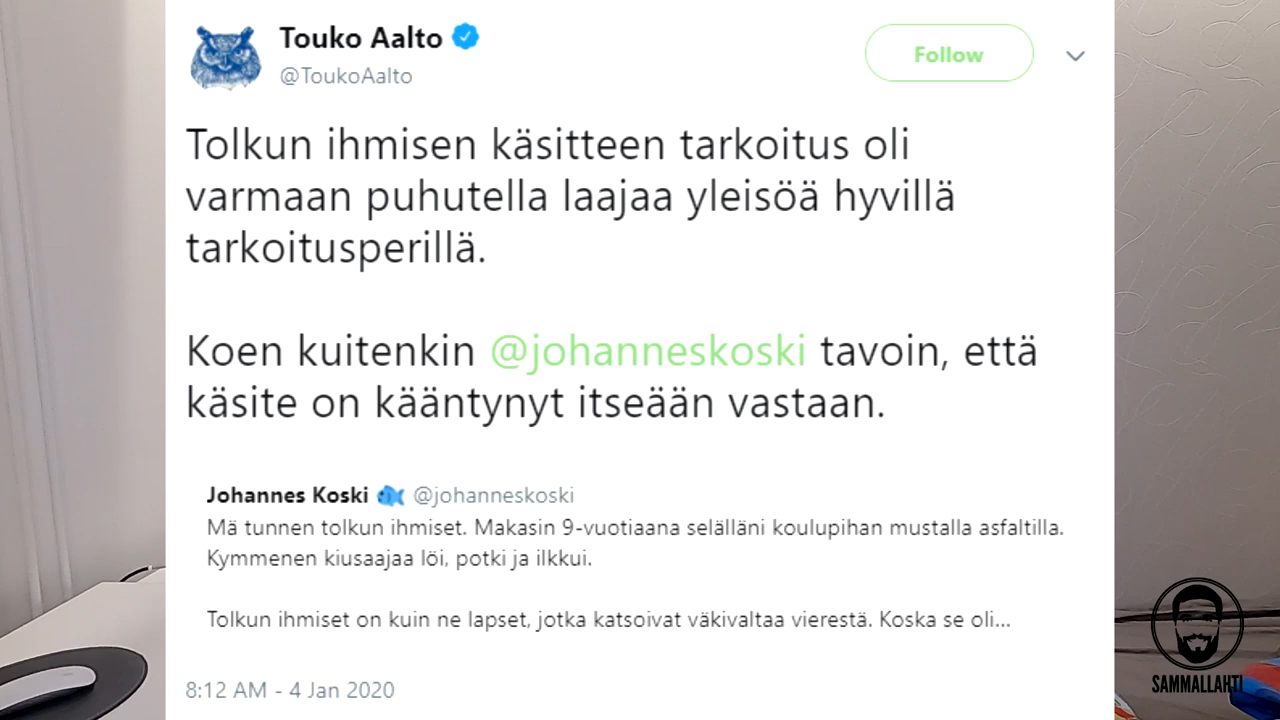 Touko Aalto
@ToukoAalto
Follow
Tolkun ihmisen käsitteen tarkoitus oli
varmaan puhutella laajaa yleisöä hyvillä
tarkoitusperillä.
Koen kuitenkin @johanneskoski tavoin, että
käsite on kääntynyt itseään vastaan.
Johannes Koski @johanneskoski
Mä tunnen tolkun ihmiset. Makasin 9-vuotiaana selälläni koulupihan mustalla asfaltilla.
Kymmenen kiusaajaa löi, potki ja ilkkui.
Tolkun ihmiset on kuin ne lapset, jotka katsoivat väkivaltaa vierestä. Koska se oli...
8:12 AM - 4 Jan 2020
SAMMALLAHTI